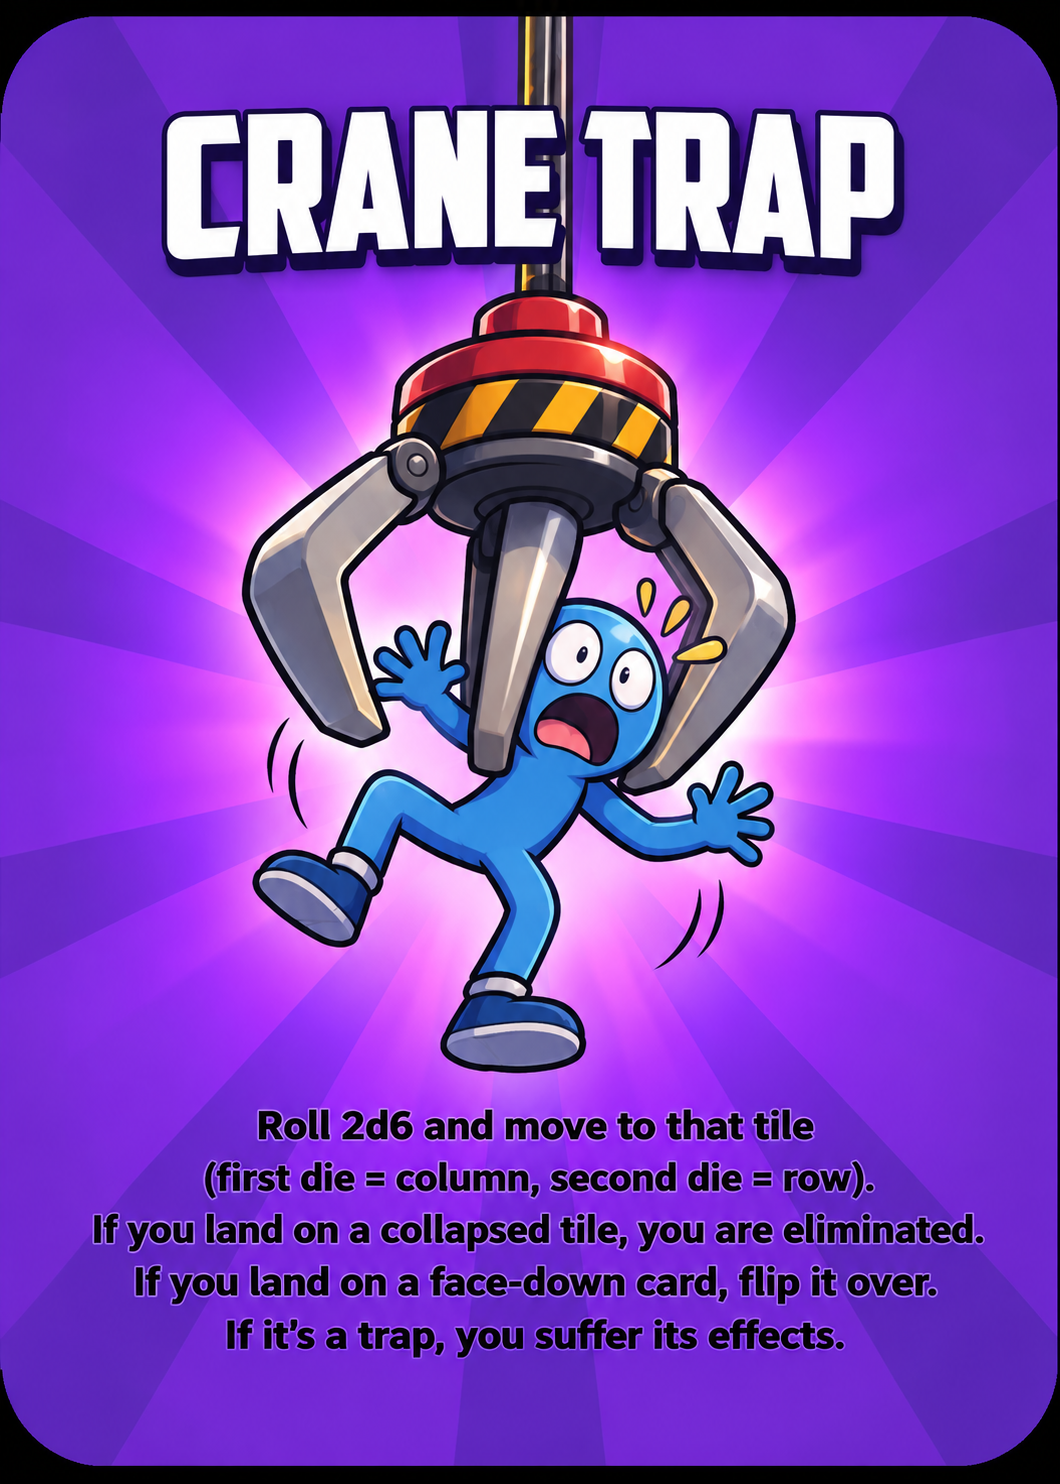 CRANE TRAP
Roll 2d6 and move to that tile
(first die = column, second die = row).
If you land on a collapsed tile, you are eliminated.
If you land on a face-down card, flip it over.
If it’s a trap, you suffer its effects.